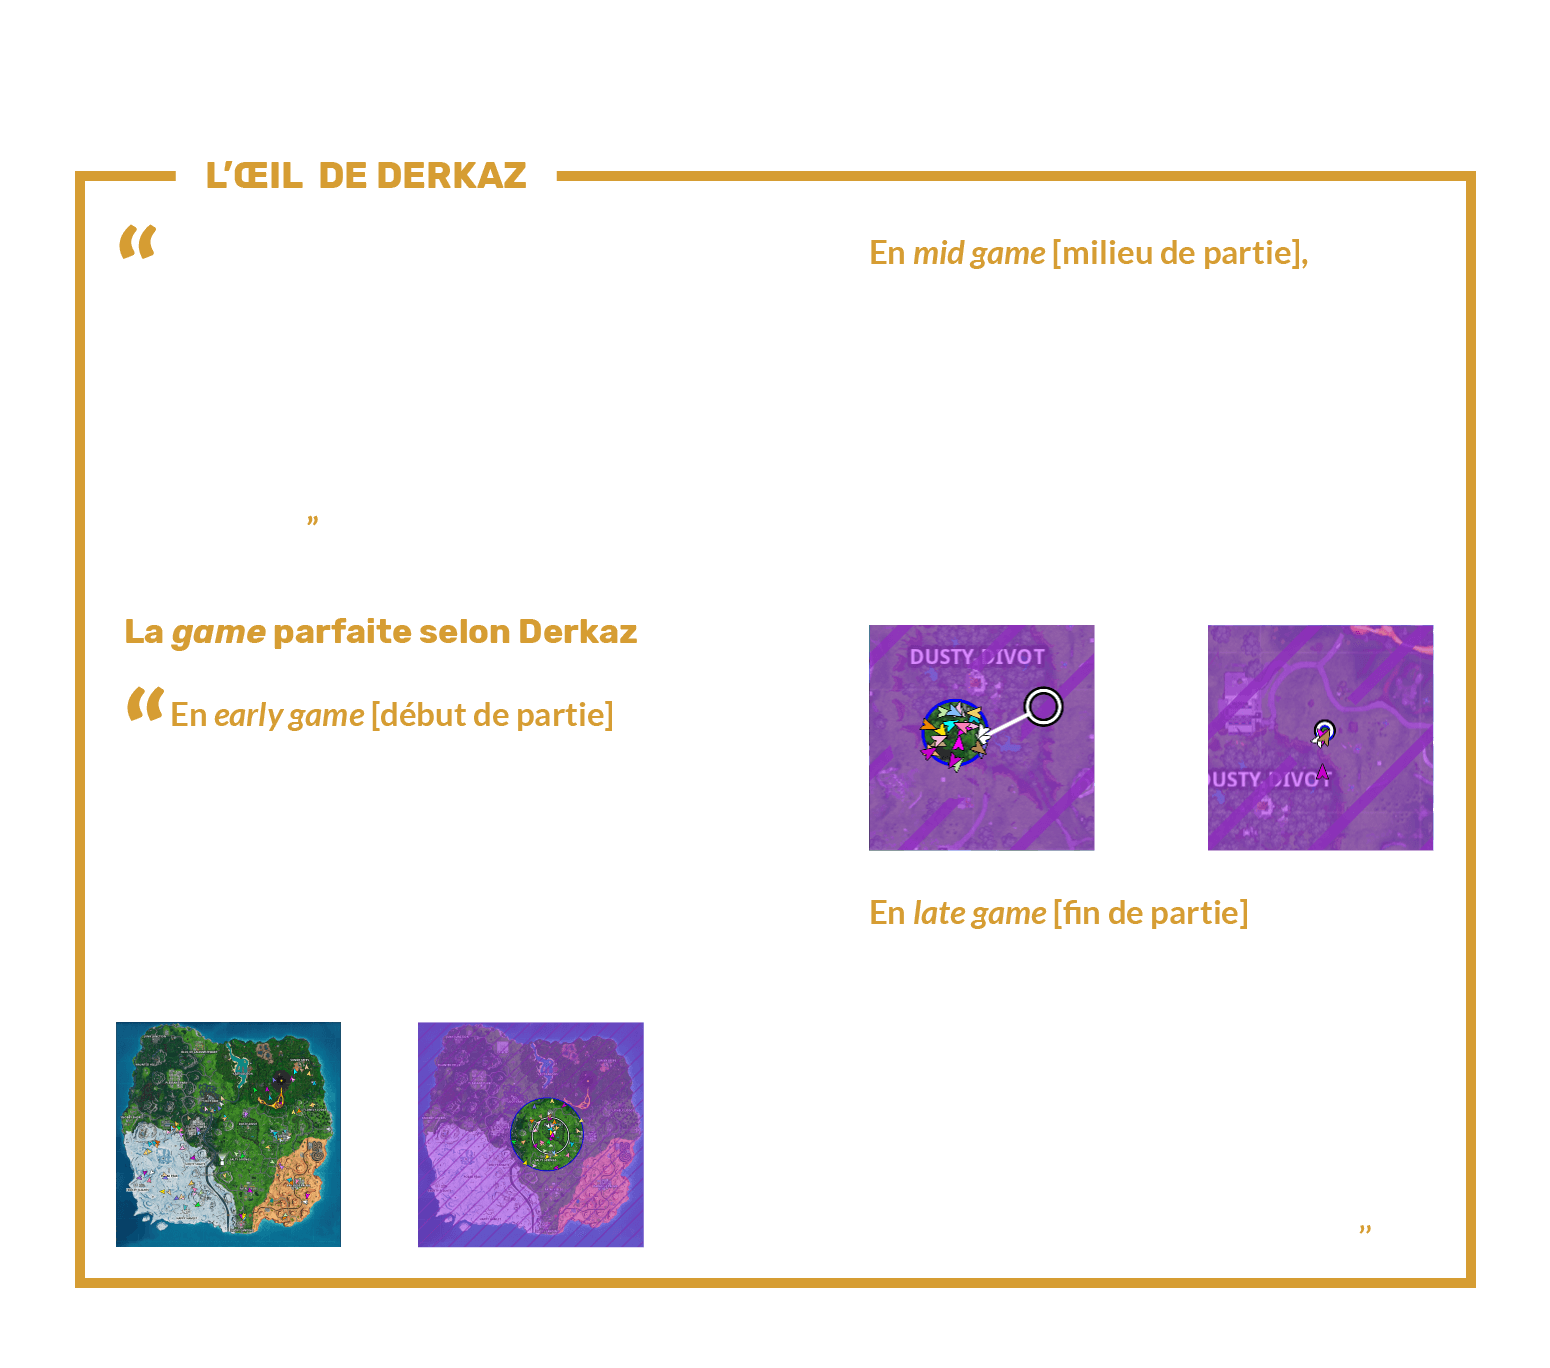 L’ŒIL DE DERKAZ
“
”
La game parfaite selon Derkaz
“En early game [début de partie]
En mid game [milieu de partie],
DUSTY DIVOT
DUSTY DIVOT
En late game [fin de partie]
”